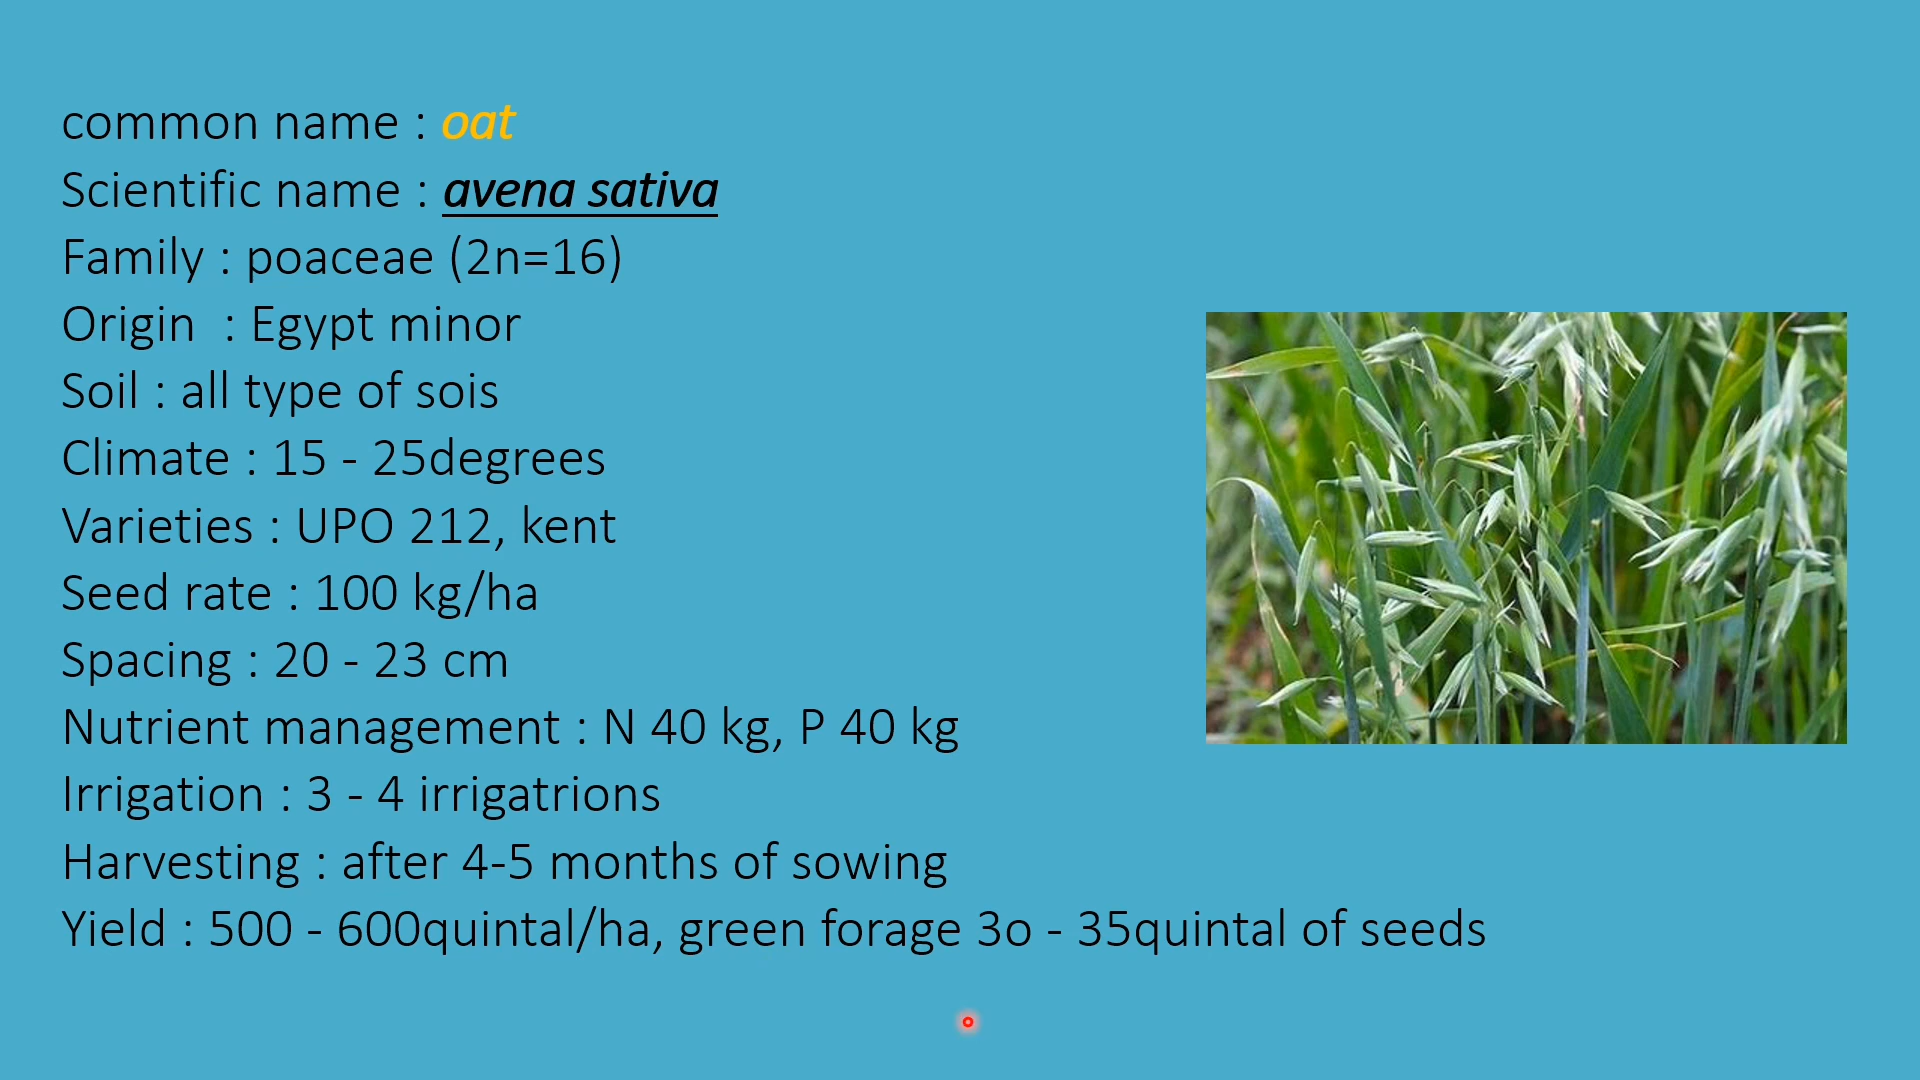 common name : oat
Scientific name : avena sativa
Family : poaceae (2n=16)
Origin  : Egypt minor
Soil : all type of sois
Climate : 15 - 25degrees
Varieties : UPO 212, kent
Seed rate : 100 kg/ha
Spacing : 20 - 23 cm
Nutrient management : N 40 kg, P 40 kg
Irrigation : 3 - 4 irrigatrions
Harvesting : after 4-5 months of sowing
Yield : 500 - 600quintal/ha, green forage 3o - 35quintal of seeds